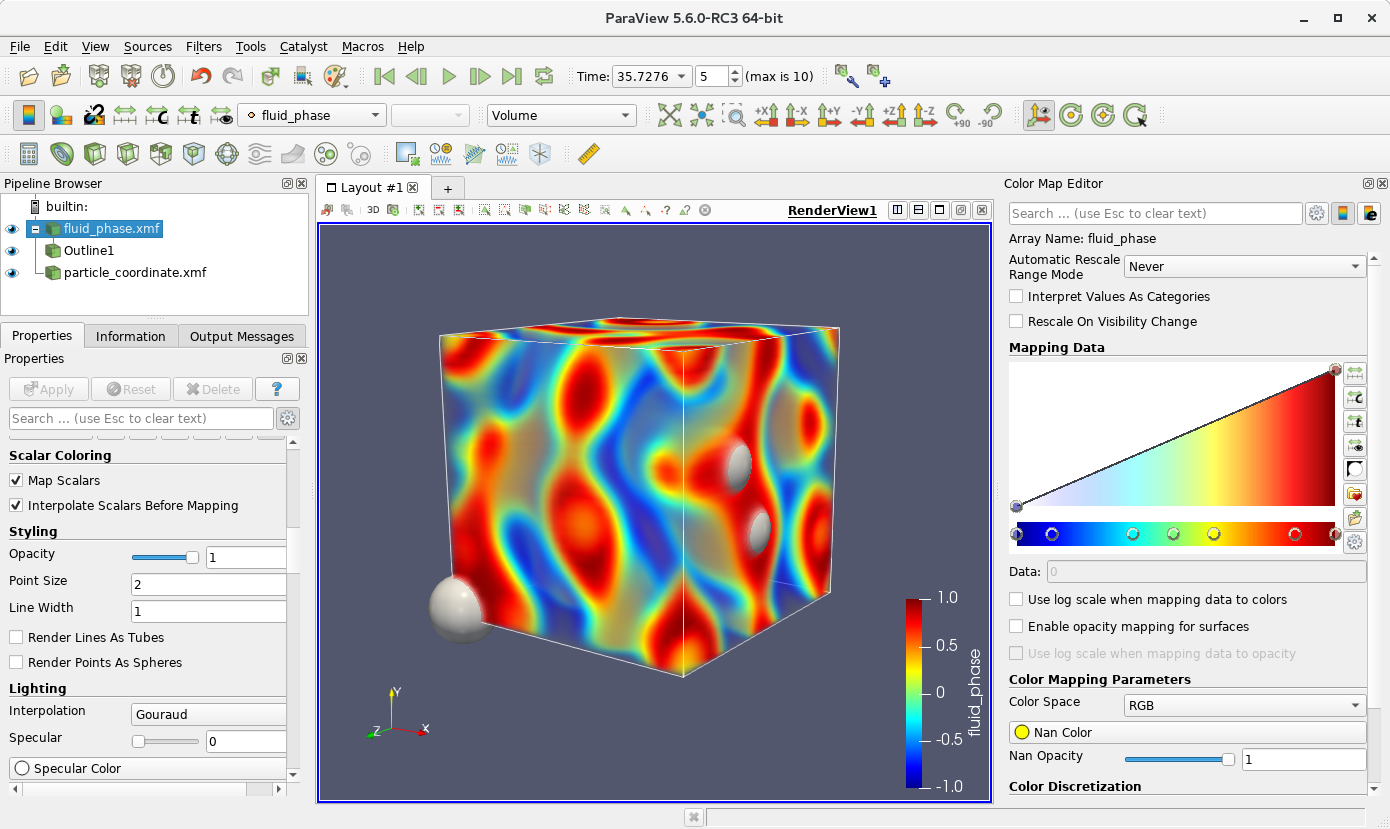 ParaView 5.6.0-RC3 64-bit
File Edit View Sources Filters Tools Catalyst Macros Help
Time: 35.7276 5 (max is 10)
fluid_phase Volume +X -X +Y -Y +Z -Z +90 -90
Pipeline Browser
builtin:
fluid_phase.xmf
Outline1
particle_coordinate.xmf
Properties Information Output Messages
Properties
Apply Reset Delete ?
Search ... (use Esc to clear text)
Scalar Coloring
Map Scalars
Interpolate Scalars Before Mapping
Styling
Opacity 1
Point Size 2
Line Width 1
Render Lines As Tubes
Render Points As Spheres
Lighting
Interpolation Gouraud
Specular 0
Specular Color
Layout #1 +
3D RenderView1
Y
Z X
1.0
0.5
0
-0.5
-1.0
fluid_phase
Color Map Editor
Search ... (use Esc to clear text)
Array Name: fluid_phase
Automatic Rescale
Range Mode Never
Interpret Values As Categories
Rescale On Visibility Change
Mapping Data
Data: 0
Use log scale when mapping data to colors
Enable opacity mapping for surfaces
Use log scale when mapping data to opacity
Color Mapping Parameters
Color Space RGB
Nan Color
Nan Opacity 1
Color Discretization